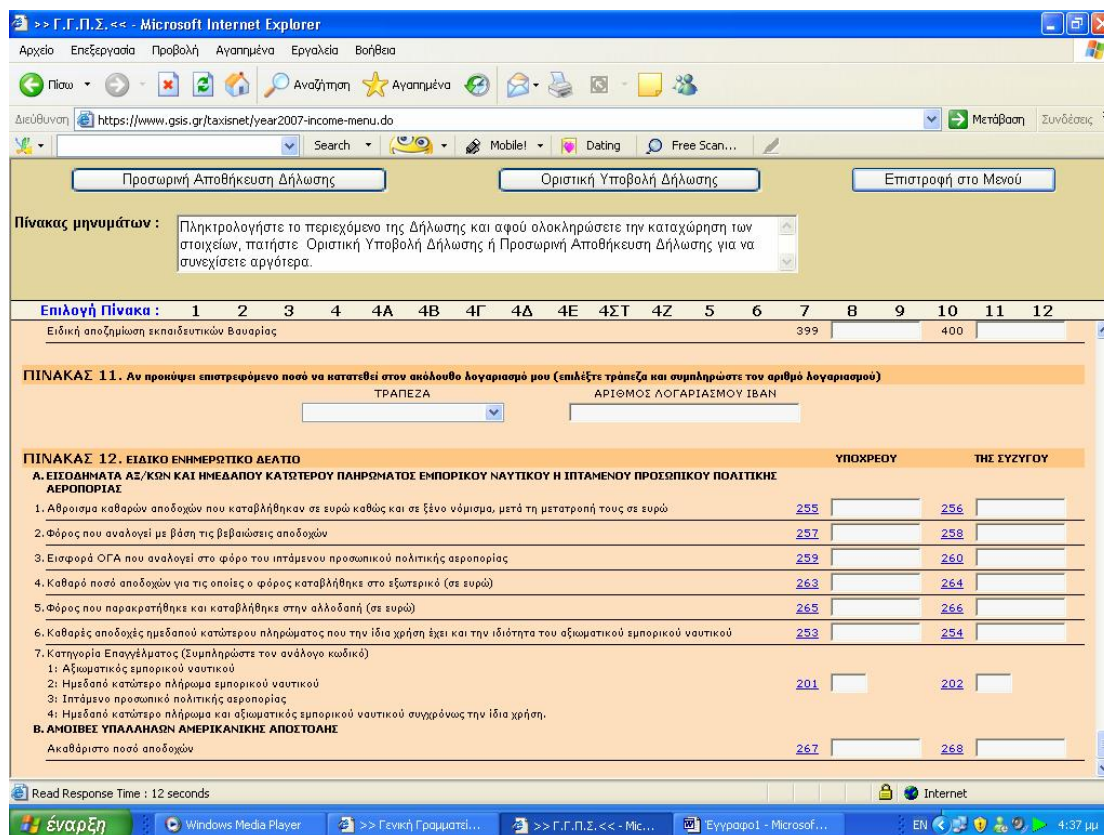 >> Γ.Γ.Π.Σ. << - Microsoft Internet Explorer
Αρχείο Επεξεργασία Προβολή Αγαπημένα Εργαλεία Βοήθεια
Πίσω Αναζήτηση Αγαπημένα
Διεύθυνση https://www.gsis.gr/taxisnet/year2007-income-menu.do Μετάβαση Συνδέσεις
Search Mobile! Dating Free Scan...
Προσωρινή Αποθήκευση Δήλωσης Οριστική Υποβολή Δήλωσης Επιστροφή στο Μενού
Πίνακας μηνυμάτων : Πληκτρολογήστε το περιεχόμενο της Δήλωσης και αφού ολοκληρώσετε την καταχώρηση των
στοιχείων, πατήστε Οριστική Υποβολή Δήλωσης ή Προσωρινή Αποθήκευση Δήλωσης για να
συνεχίσετε αργότερα.
Επιλογή Πίνακα : 1 2 3 4 4Α 4Β 4Γ 4Δ 4Ε 4ΣΤ 4Ζ 5 6 7 8 9 10 11 12
Ειδική αποζημίωση εκπαιδευτικών Βαυαρίας 399 400
ΠΙΝΑΚΑΣ 11. Αν προκύψει επιστρεφόμενο ποσό να κατατεθεί στον ακόλουθο λογαριασμό μου (επιλέξτε τράπεζα και συμπληρώστε τον αριθμό λογαριασμού)
ΤΡΑΠΕΖΑ ΑΡΙΘΜΟΣ ΛΟΓΑΡΙΑΣΜΟΥ ΙΒΑΝ
ΠΙΝΑΚΑΣ 12. ΕΙΔΙΚΟ ΕΝΗΜΕΡΩΤΙΚΟ ΔΕΛΤΙΟ ΥΠΟΧΡΕΟΥ ΤΗΣ ΣΥΖΥΓΟΥ
Α. ΕΙΣΟΔΗΜΑΤΑ ΑΞ/ΚΩΝ ΚΑΙ ΗΜΕΔΑΠΟΥ ΚΑΤΩΤΕΡΟΥ ΠΛΗΡΩΜΑΤΟΣ ΕΜΠΟΡΙΚΟΥ ΝΑΥΤΙΚΟΥ Η ΙΠΤΑΜΕΝΟΥ ΠΡΟΣΩΠΙΚΟΥ ΠΟΛΙΤΙΚΗΣ
ΑΕΡΟΠΟΡΙΑΣ
1. Αθροισμα καθαρών αποδοχών που καταβλήθηκαν σε ευρώ καθώς και σε ξένο νόμισμα, μετά τη μετατροπή τους σε ευρώ 255 256
2. Φόρος που αναλογεί με βάση τις βεβαιώσεις αποδοχών 257 258
3. Εισφορά ΟΓΑ που αναλογεί στο φόρο του ιπτάμενου προσωπικού πολιτικής αεροπορίας 259 260
4. Καθαρό ποσό αποδοχών για τις οποίες ο φόρος καταβλήθηκε στο εξωτερικό (σε ευρώ) 263 264
5. Φόρος που παρακρατήθηκε και καταβλήθηκε στην αλλοδαπή (σε ευρώ) 265 266
6. Καθαρές αποδοχές ημεδαπού κατώτερου πληρώματος που την ίδια χρήση έχει και την ιδιότητα του αξιωματικού εμπορικού ναυτικού 253 254
7. Κατηγορία Επαγγέλματος (Συμπληρώστε τον ανάλογο κωδικό)
1: Αξιωματικός εμπορικού ναυτικού
2: Ημεδαπό κατώτερο πλήρωμα εμπορικού ναυτικού 201 202
3: Ιπτάμενο προσωπικό πολιτικής αεροπορίας
4: Ημεδαπό κατώτερο πλήρωμα και αξιωματικός εμπορικού ναυτικού συγχρόνως την ίδια χρήση.
Β. ΑΜΟΙΒΕΣ ΥΠΑΛΛΗΛΩΝ ΑΜΕΡΙΚΑΝΙΚΗΣ ΑΠΟΣΤΟΛΗΣ
Ακαθάριστο ποσό αποδοχών 267 268
Read Response Time : 12 seconds Internet
έναρξη Windows Media Player >> Γενική Γραμματεί... >> Γ.Γ.Π.Σ. << - Mic... Έγγραφο1 - Microsof... EN 4:37 μμ